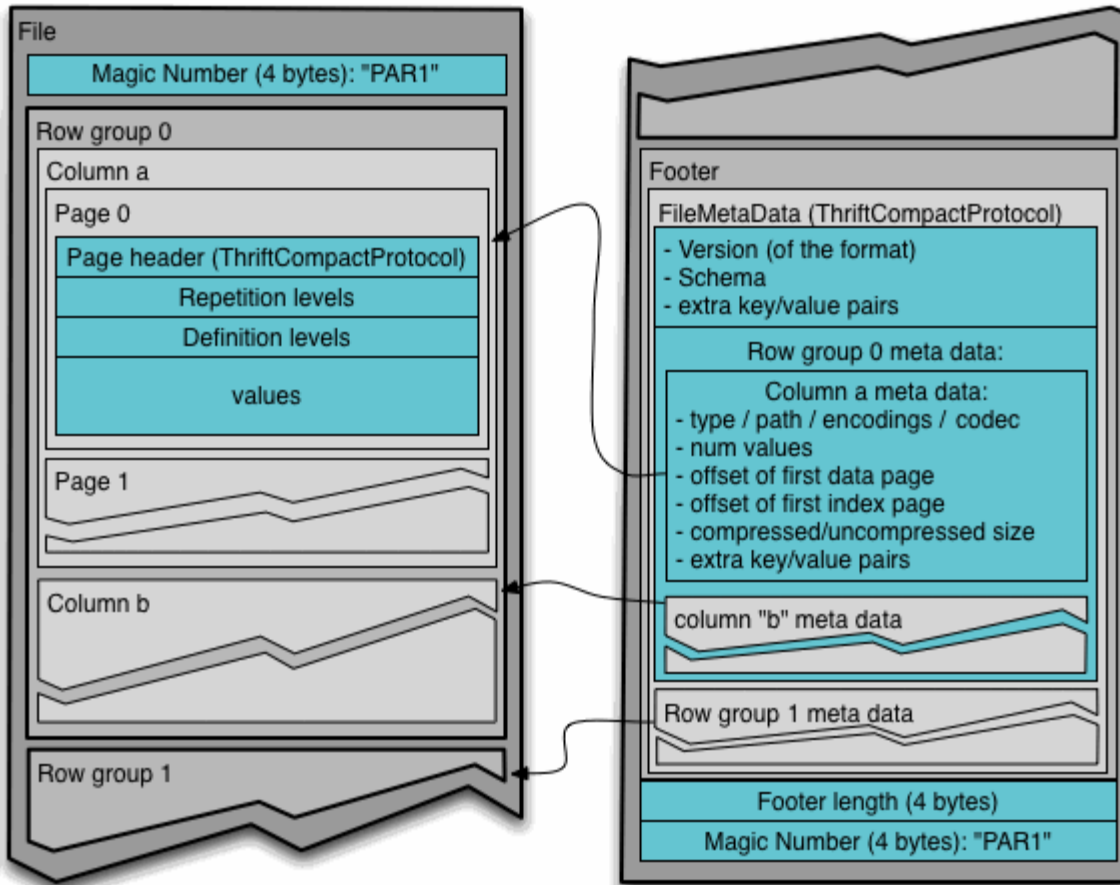 File
Magic Number (4 bytes): "PAR1"
Row group 0
Column a
Page 0
Page header (ThriftCompactProtocol)
Repetition levels
Definition levels
values
Page 1
Column b
Row group 1
Footer
FileMetaData (ThriftCompactProtocol)
- Version (of the format)
- Schema
- extra key/value pairs
Row group 0 meta data:
Column a meta data:
- type / path / encodings / codec
- num values
- offset of first data page
- offset of first index page
- compressed/uncompressed size
- extra key/value pairs
column "b" meta data
Row group 1 meta data
Footer length (4 bytes)
Magic Number (4 bytes): "PAR1"